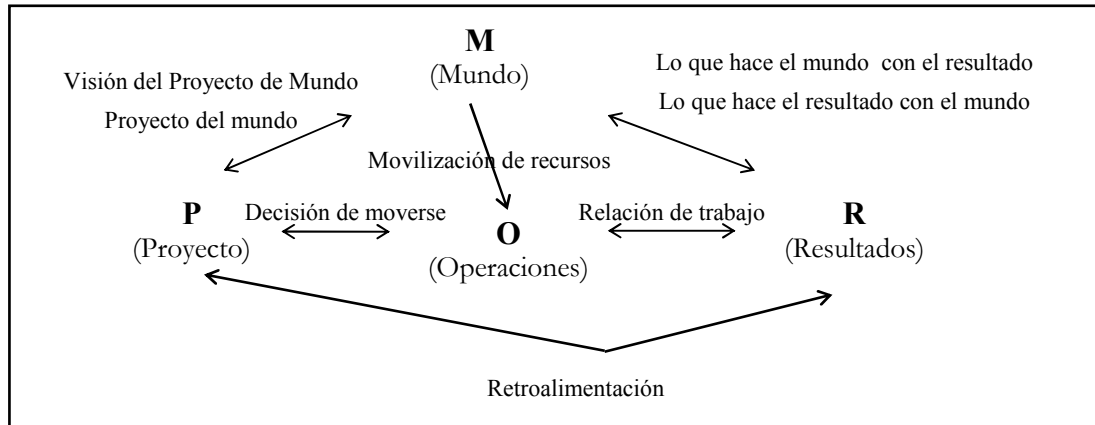 M
(Mundo)
Lo que hace el mundo con el resultado
Visión del Proyecto de Mundo
Lo que hace el resultado con el mundo
Proyecto del mundo
Movilización de recursos
P
Decisión de moverse
Relación de trabajo
R
(Proyecto)
O
(Resultados)
(Operaciones)
Retroalimentación